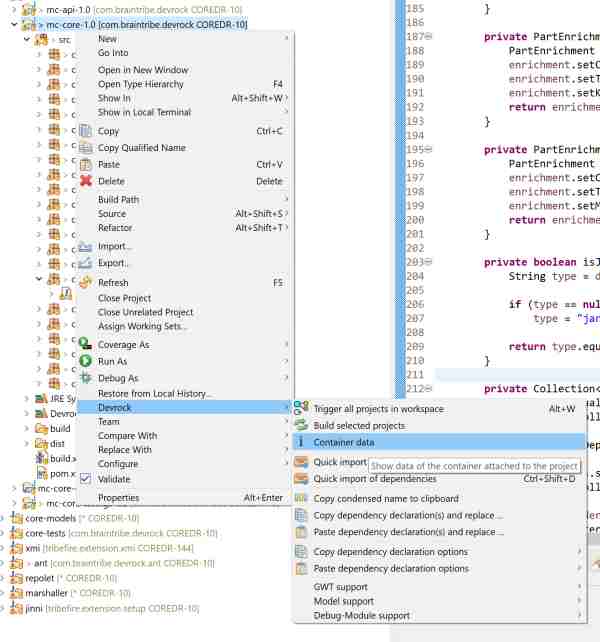 > mc-api-1.0 [com.braintribe.devrock COREDR-10]
> mc-core-1.0 [com.braintribe.devrock COREDR-10]
> src
New
Go Into
Open in New Window
Open Type Hierarchy F4
Show In Alt+Shift+W
Show in Local Terminal
Copy Ctrl+C
Copy Qualified Name
Paste Ctrl+V
Delete Delete
Build Path
Source Alt+Shift+S
Refactor Alt+Shift+T
Import...
Export...
Refresh F5
Close Project
Close Unrelated Project
Assign Working Sets...
Coverage As
Run As
Debug As
Restore from Local History...
Devrock
Team
Compare With
Replace With
Configure
Validate
Properties Alt+Enter
JRE Sy
Devro
build
dist
build.x
pom.x
> mc-core-
> mc-co
core-models [* COREDR-10]
core-tests [com.braintribe.devrock COREDR-10]
xmi [tribefire.extension.xmi COREDR-144]
> ant [com.braintribe.devrock.ant COREDR-10]
repolet [* COREDR-10]
marshaller [* COREDR-10]
jinni [tribefire.extension.setup COREDR-10]
Trigger all projects in workspace Alt+W
Build selected projects
Container data
Quick import
Show data of the container attached to the project
Quick import of dependencies Ctrl+Shift+D
Copy condensed name to clipboard
Copy dependency declaration(s) and replace ...
Paste dependency declaration(s) and replace ...
Copy dependency declaration options
Paste dependency declaration options
GWT support
Model support
Debug-Module support
185 }
186
187 private PartEnrichment
188 PartEnrichment
189 enrichment.setC
190 enrichment.setT
191 enrichment.setK
192 return enrichme
193 }
194
195 private PartEnrichment
196 PartEnrichment
197 enrichment.setC
198 enrichment.setT
199 enrichment.setM
200 return enrichme
201 }
202
203 private boolean isJ
204 String type = d
205
206 if (type == nul
207 type = "jar
208
209 return type.equ
210 }
211
212 private Collection<